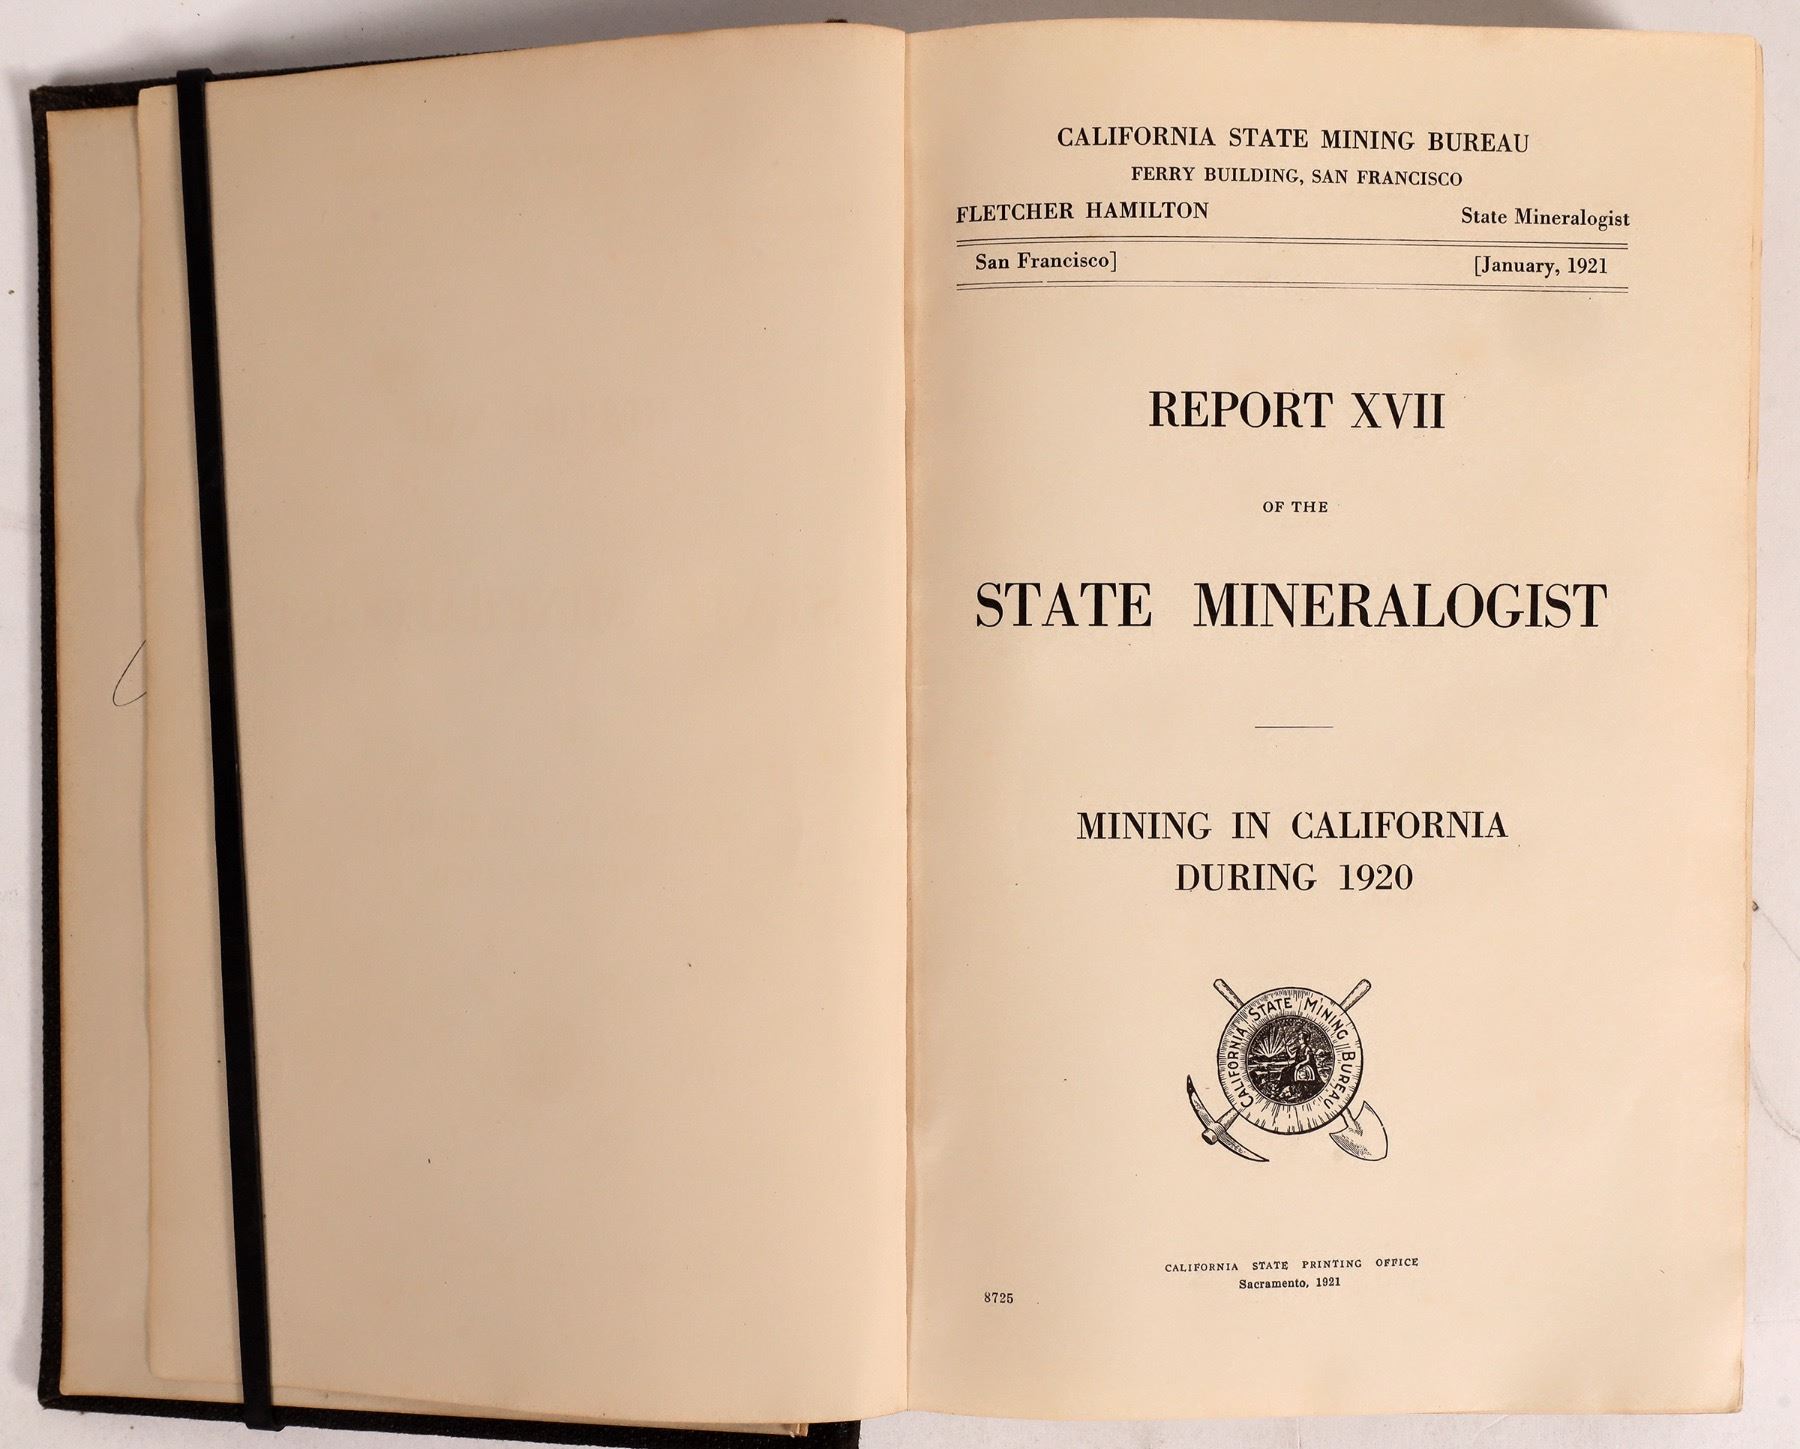 CALIFORNIA STATE MINING BUREAU
FERRY BUILDING, SAN FRANCISCO
FLETCHER HAMILTON State Mineralogist
San Francisco] [January, 1921
REPORT XVII
OF THE
STATE MINERALOGIST
MINING IN CALIFORNIA
DURING 1920
CALIFORNIA STATE MINING BUREAU
CALIFORNIA STATE PRINTING OFFICE
Sacramento, 1921
8725